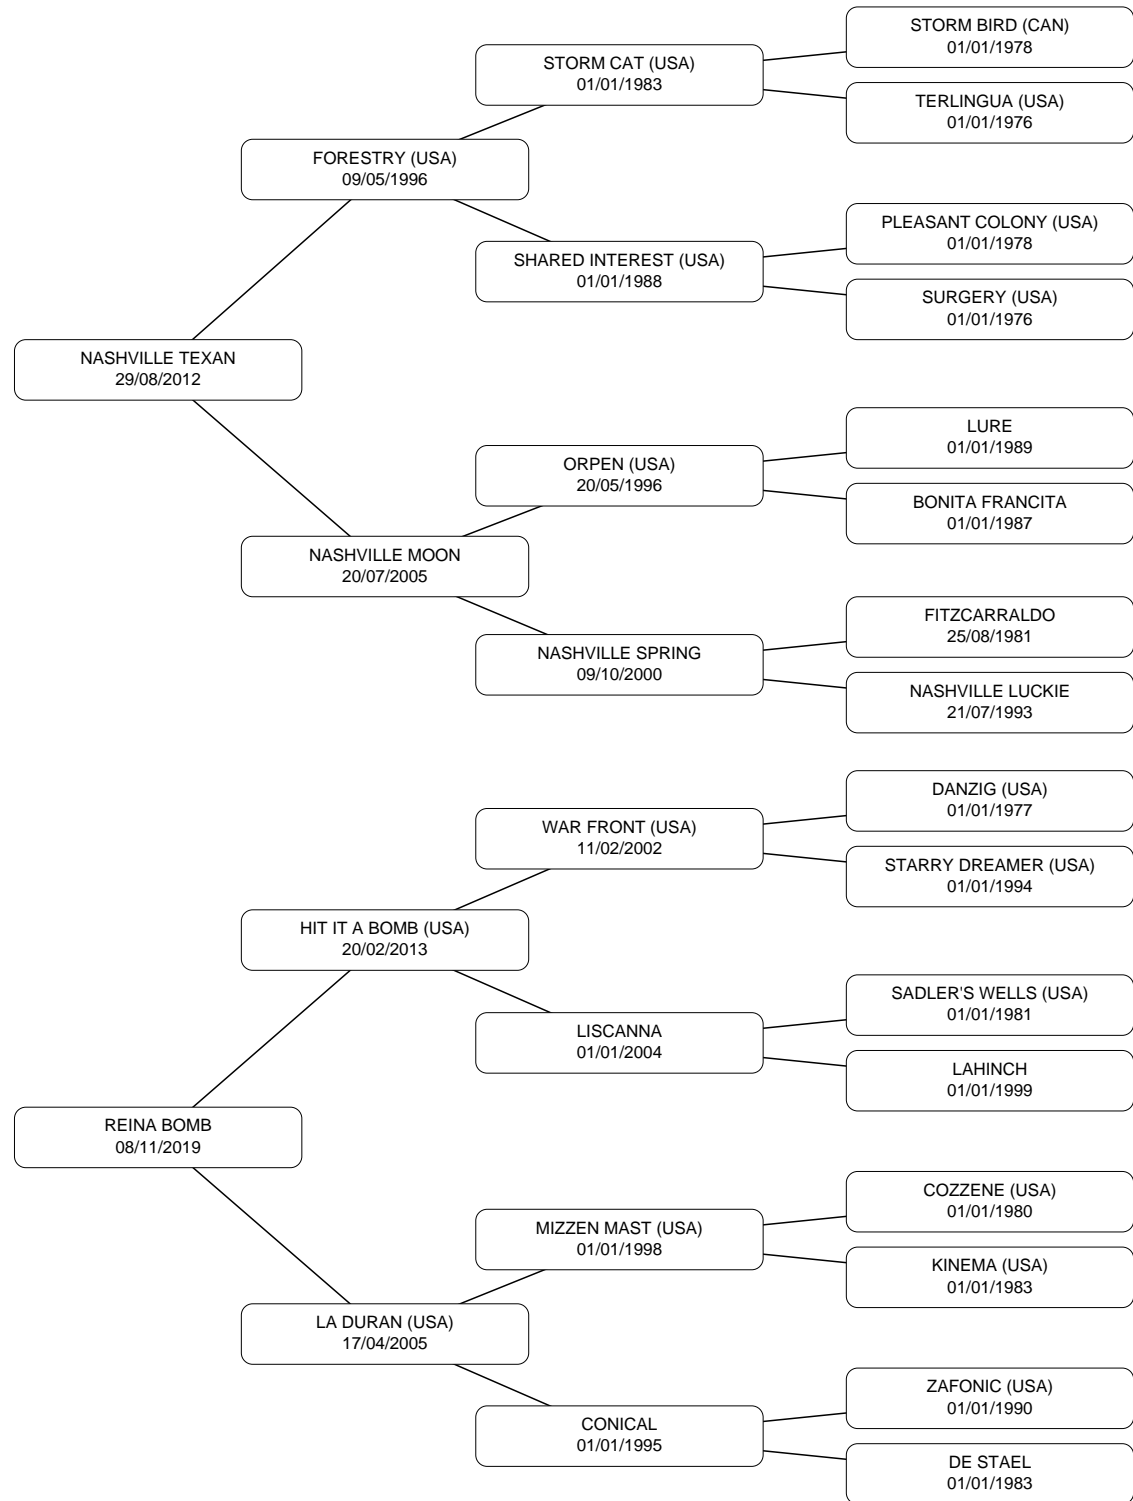 STORM BIRD (CAN)
01/01/1978
STORM CAT (USA)
01/01/1983
TERLINGUA (USA)
01/01/1976
FORESTRY (USA)
09/05/1996
PLEASANT COLONY (USA)
01/01/1978
SHARED INTEREST (USA)
01/01/1988
SURGERY (USA)
01/01/1976
NASHVILLE TEXAN
29/08/2012
LURE
01/01/1989
ORPEN (USA)
20/05/1996
BONITA FRANCITA
01/01/1987
NASHVILLE MOON
20/07/2005
FITZCARRALDO
25/08/1981
NASHVILLE SPRING
09/10/2000
NASHVILLE LUCKIE
21/07/1993
DANZIG (USA)
01/01/1977
WAR FRONT (USA)
11/02/2002
STARRY DREAMER (USA)
01/01/1994
HIT IT A BOMB (USA)
20/02/2013
SADLER'S WELLS (USA)
01/01/1981
LISCANNA
01/01/2004
LAHINCH
01/01/1999
REINA BOMB
08/11/2019
COZZENE (USA)
01/01/1980
MIZZEN MAST (USA)
01/01/1998
KINEMA (USA)
01/01/1983
LA DURAN (USA)
17/04/2005
ZAFONIC (USA)
01/01/1990
CONICAL
01/01/1995
DE STAEL
01/01/1983